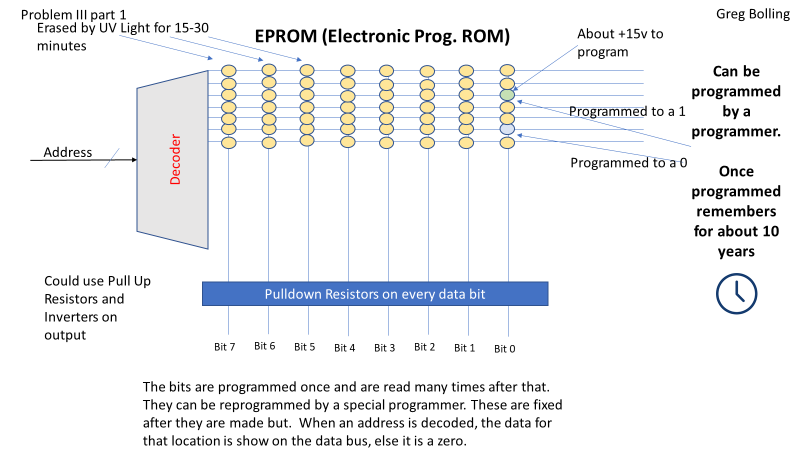 Problem III part 1
Greg Bolling
Erased by UV Light for 15-30
minutes
EPROM (Electronic Prog. ROM)
About +15v to
program
Can be
programmed
by a
programmer.
Programmed to a 1
Decoder
Address
Programmed to a 0
Once
programmed
remembers
for about 10
years
Could use Pull Up
Resistors and
Inverters on
output
Pulldown Resistors on every data bit
Bit 7 Bit 6 Bit 5 Bit 4 Bit 3 Bit 2 Bit 1 Bit 0
The bits are programmed once and are read many times after that.
They can be reprogrammed by a special programmer. These are fixed
after they are made but.  When an address is decoded, the data for
that location is show on the data bus, else it is a zero.